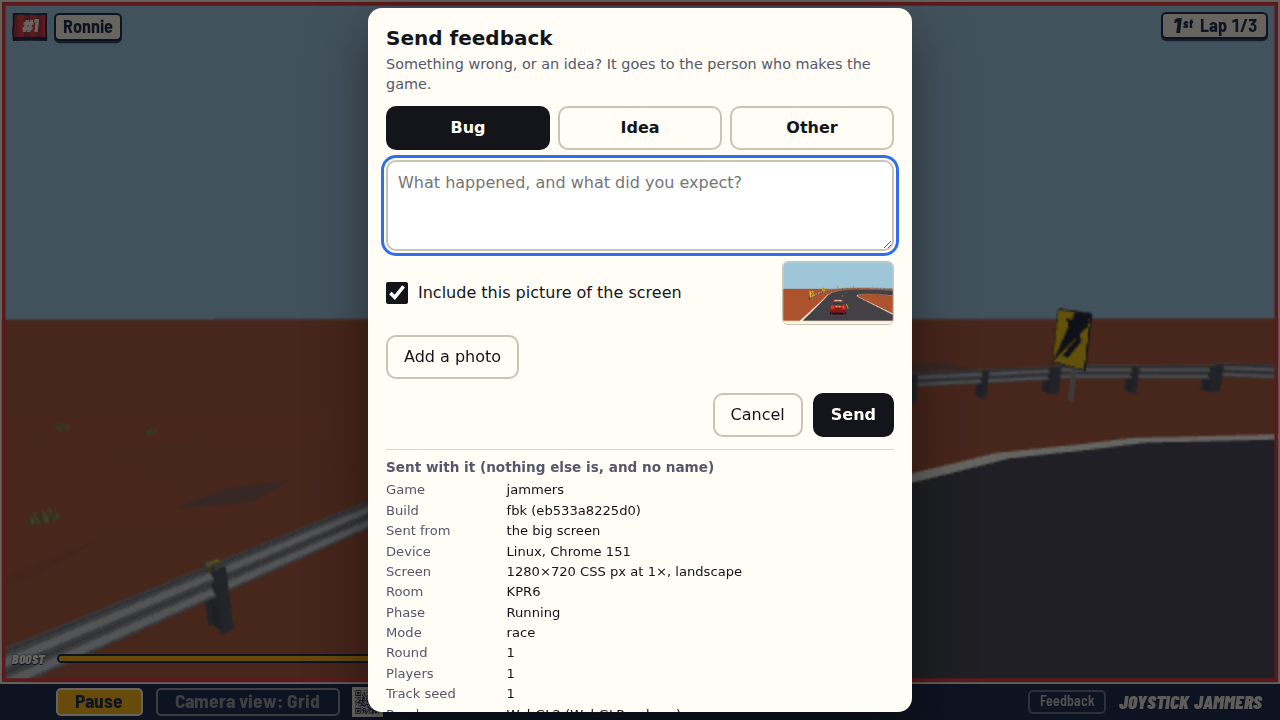 #1 Ronnie
1st Lap 1/3
Send feedback
Something wrong, or an idea? It goes to the person who makes the
game.
Bug Idea Other
What happened, and what did you expect?
Include this picture of the screen
Add a photo
Cancel Send
Sent with it (nothing else is, and no name)
Game jammers
Build fbk (eb533a8225d0)
Sent from the big screen
Device Linux, Chrome 151
Screen 1280×720 CSS px at 1×, landscape
Room KPR6
Phase Running
Mode race
Round 1
Players 1
Track seed 1
BOOST
Pause Camera view: Grid Feedback JOYSTICK JAMMERS